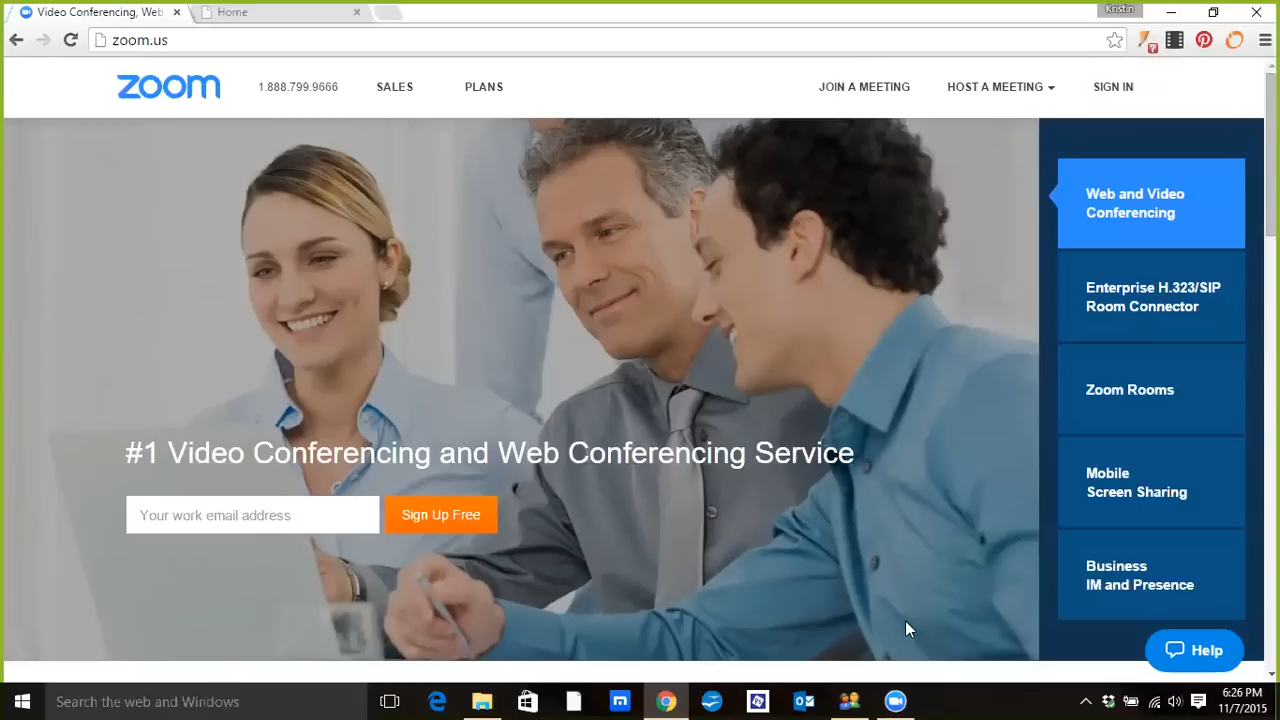 Video Conferencing, Web
Home
Kristin
zoom.us
zoom
1.888.799.9666
SALES
PLANS
JOIN A MEETING
HOST A MEETING
SIGN IN
Web and Video
Conferencing
Enterprise H.323/SIP
Room Connector
Zoom Rooms
Mobile
Screen Sharing
Business
IM and Presence
#1 Video Conferencing and Web Conferencing Service
Your work email address
Sign Up Free
Help
Search the web and Windows
6:26 PM
11/7/2015